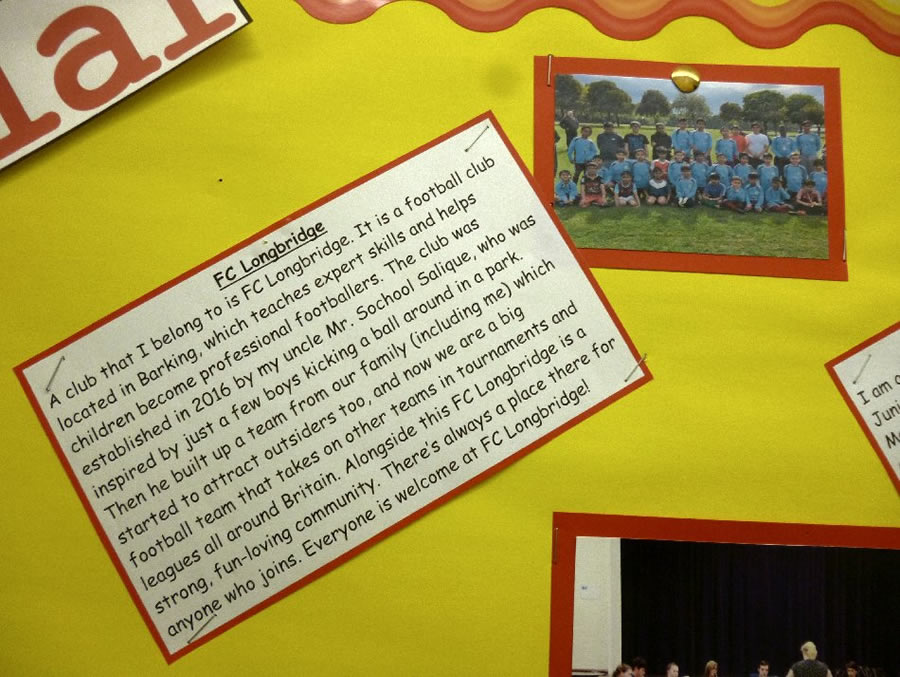 lar
FC Longbridge
A club that I belong to is FC Longbridge. It is a football club
located in Barking, which teaches expert skills and helps
children become professional footballers. The club was
established in 2016 by my uncle Mr. Sochool Salique, who was
inspired by just a few boys kicking a ball around in a park.
Then he built up a team from our family (including me) which
started to attract outsiders too, and now we are a big
football team that takes on other teams in tournaments and
leagues all around Britain. Alongside this FC Longbridge is a
strong, fun-loving community. There's always a place there for
anyone who joins. Everyone is welcome at FC Longbridge!
I am
Juni